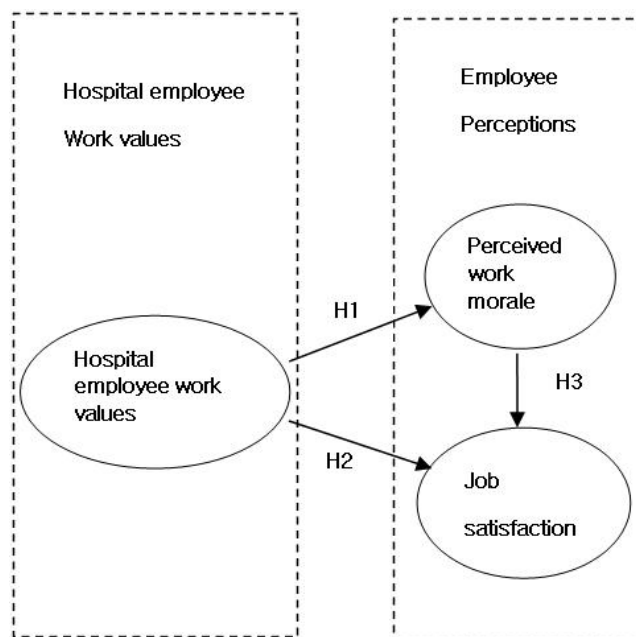 Hospital employee
Work values
Employee
Perceptions
Perceived
work
morale
H1
Hospital
employee work
values
H3
H2
Job
satisfaction